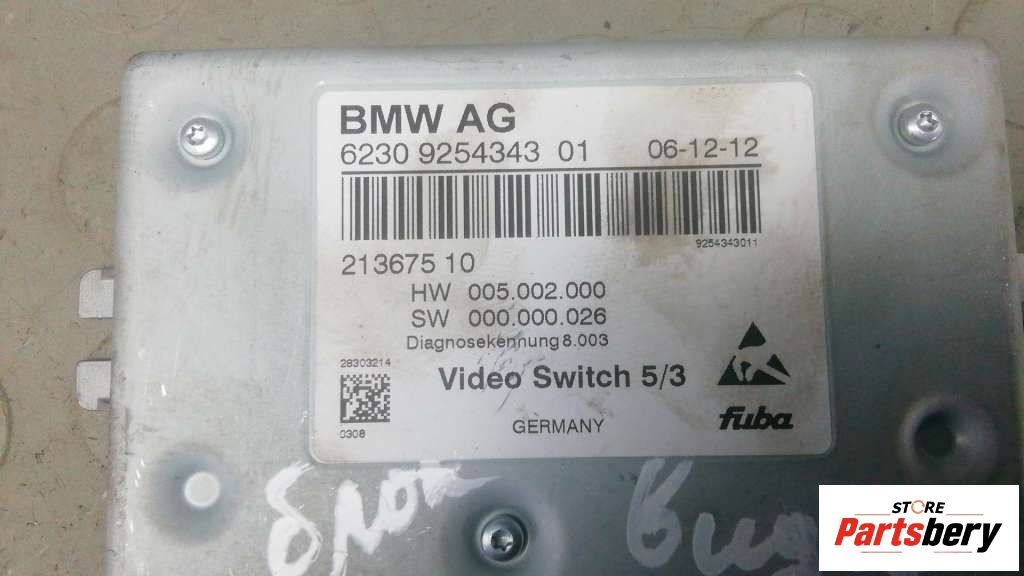 BMW AG
6230 9254343 01 06-12-12
9254343011
213675 10
HW 005.002.000
SW 000.000.026
Diagnosekennung 8.003
28303214
Video Switch 5/3
0308
GERMANY
fuba
блок
STORE
Partsbery